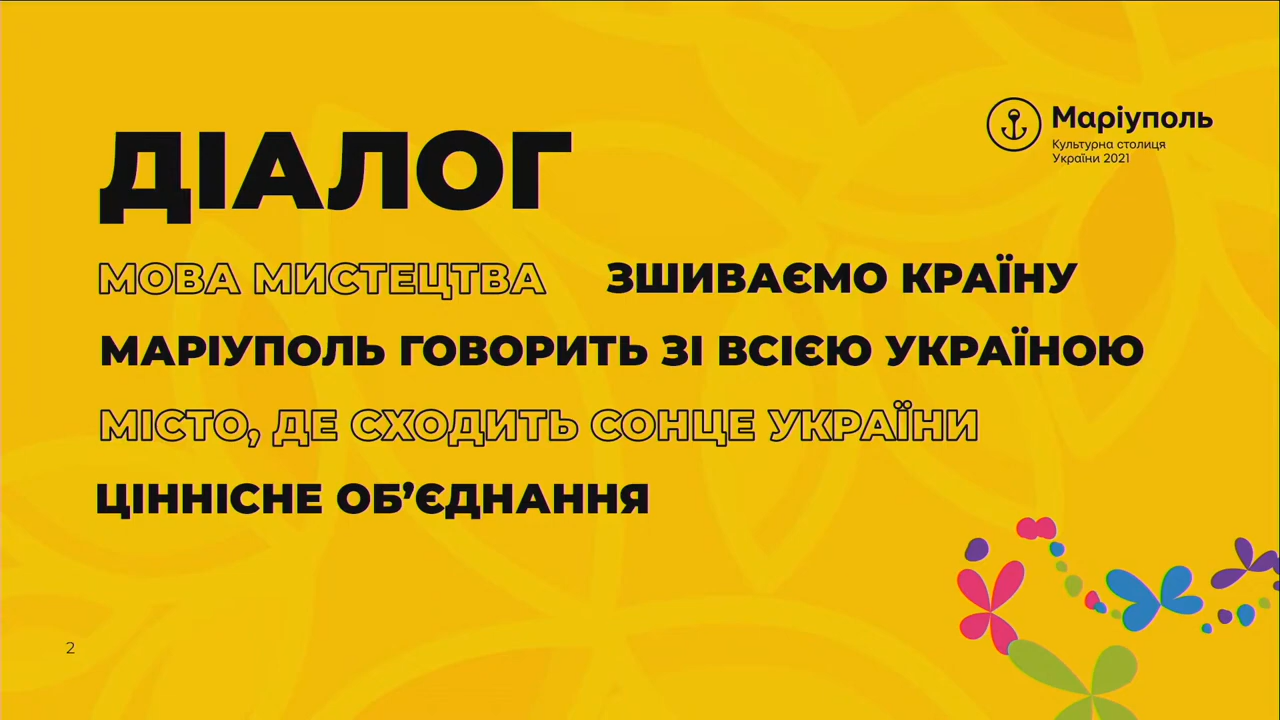 ДІАЛОГ
Маріуполь
Культурна столиця
України 2021
МОВА МИСТЕЦТВА ЗШИВАЄМО КРАЇНУ
МАРІУПОЛЬ ГОВОРИТЬ ЗІ ВСІЄЮ УКРАЇНОЮ
МІСТО, ДЕ СХОДИТЬ СОНЦЕ УКРАЇНИ
ЦІННІСНЕ ОБ’ЄДНАННЯ
2